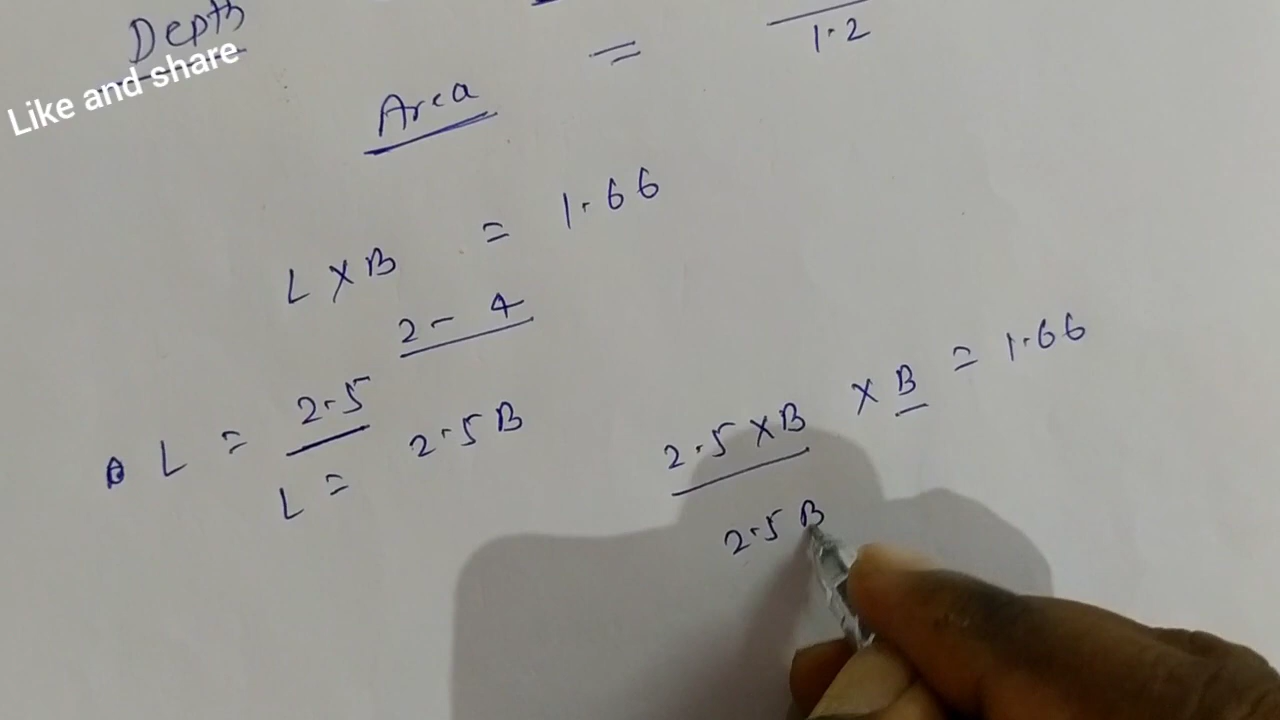 Depth
Like and share
=
1.2
Area
L X B = 1.66
2 - 4
L = 2.5
L = 2.5 B
2.5 X B X B = 1.66
2.5 B